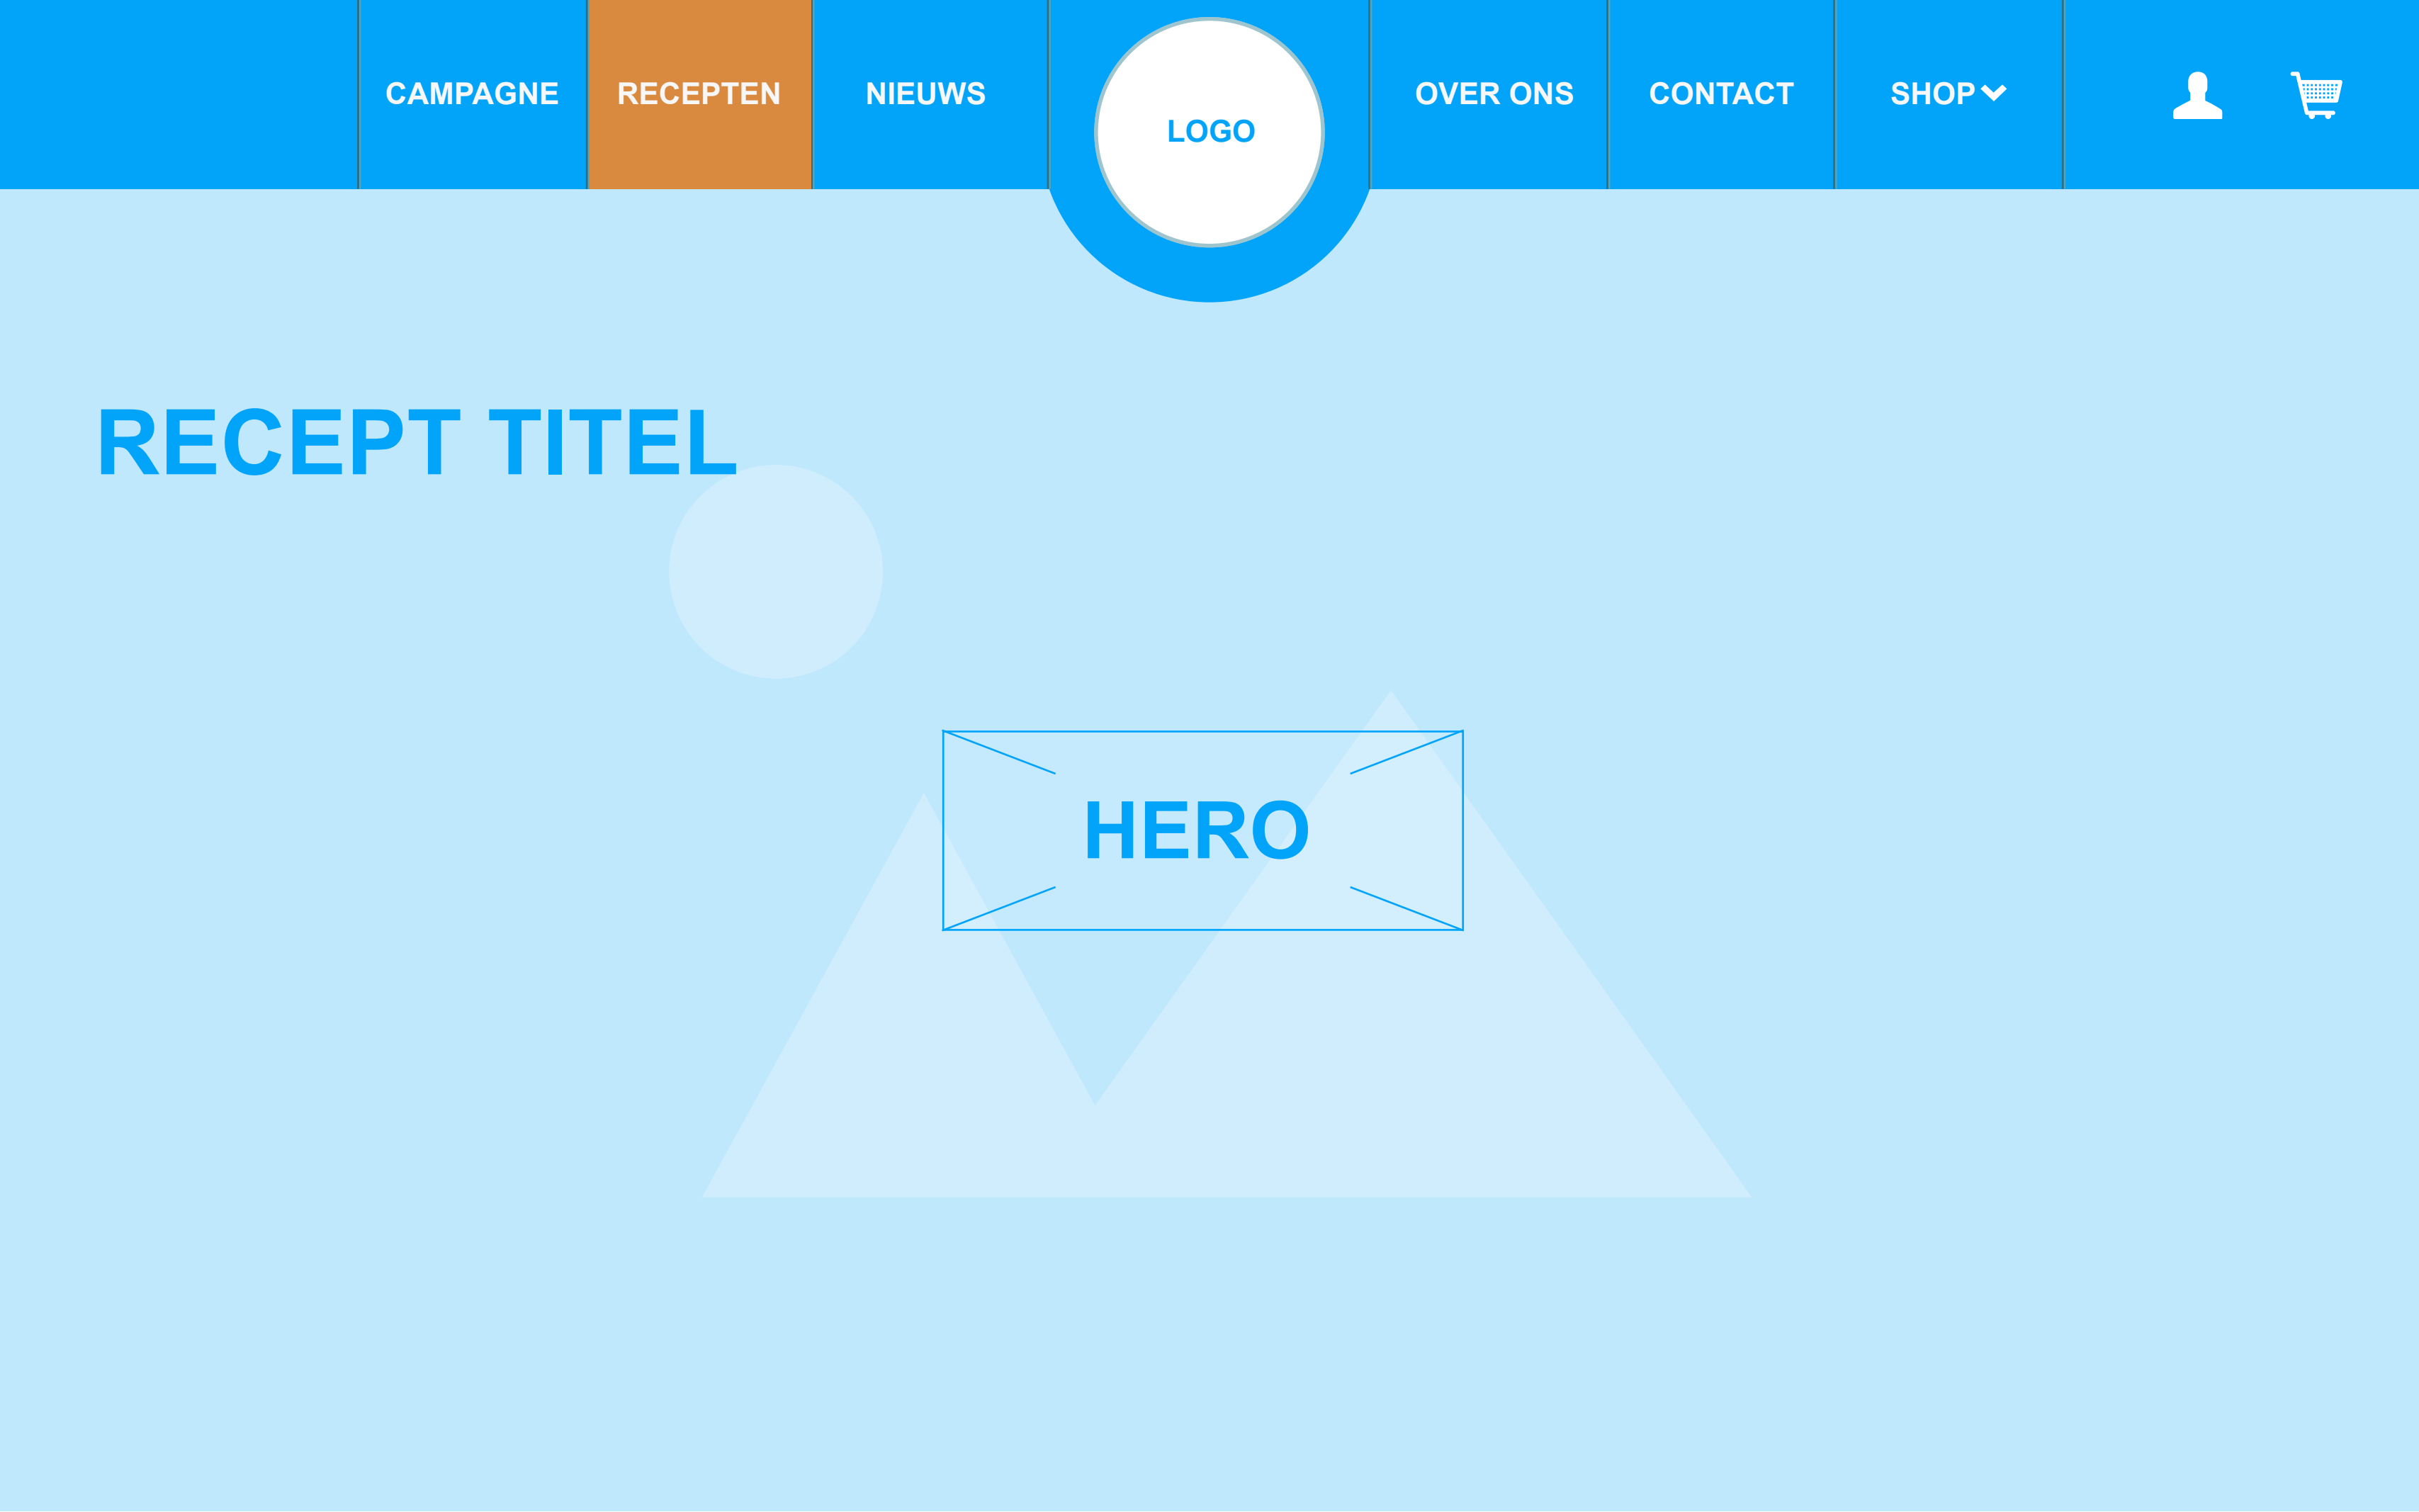 CAMPAGNE
RECEPTEN
NIEUWS
LOGO
OVER ONS
CONTACT
SHOP
RECEPT TITEL
HERO